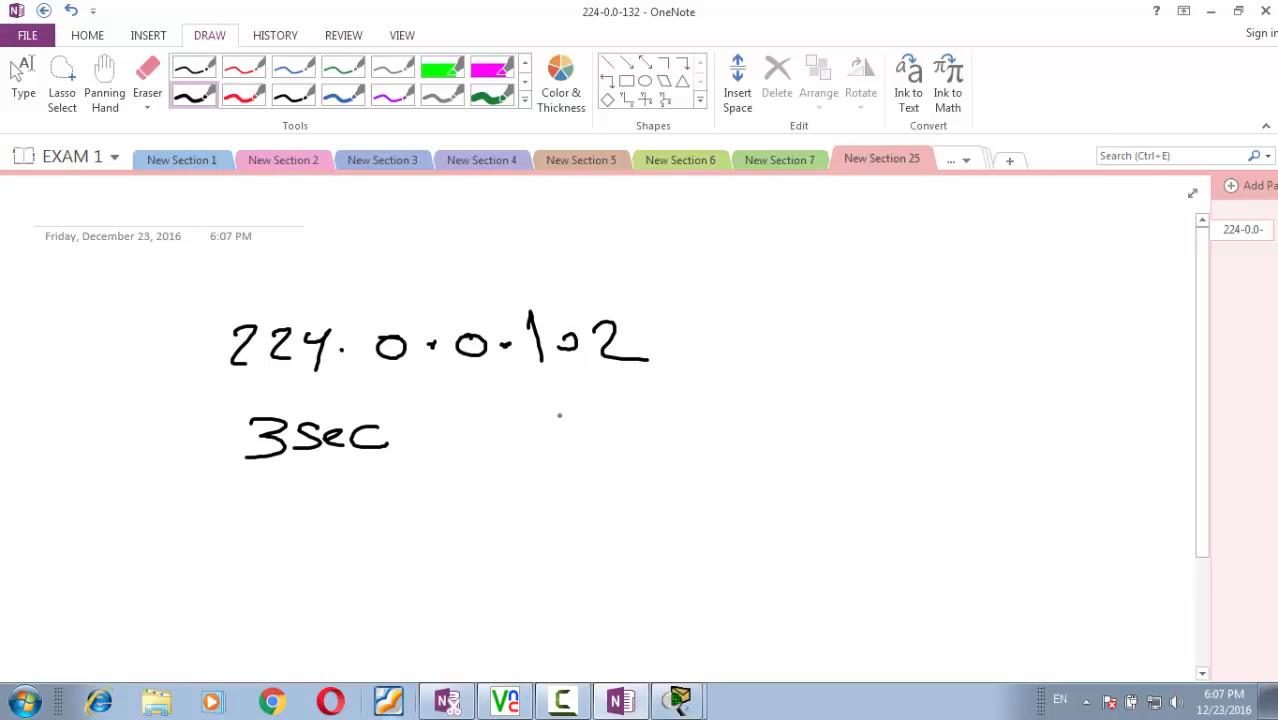 224-0.0-132 - OneNote
Sign in
FILE HOME INSERT DRAW HISTORY REVIEW VIEW
Type Lasso Select Panning Hand Eraser Color & Thickness Insert Space Delete Arrange Rotate Ink to Text Ink to Math
Tools Shapes Edit Convert
EXAM 1 New Section 1 New Section 2 New Section 3 New Section 4 New Section 5 New Section 6 New Section 7 New Section 25 ... Search (Ctrl+E)
Add Pa
Friday, December 23, 2016 6:07 PM
224-0.0-
224.0.0.102
3sec
EN 6:07 PM
12/23/2016